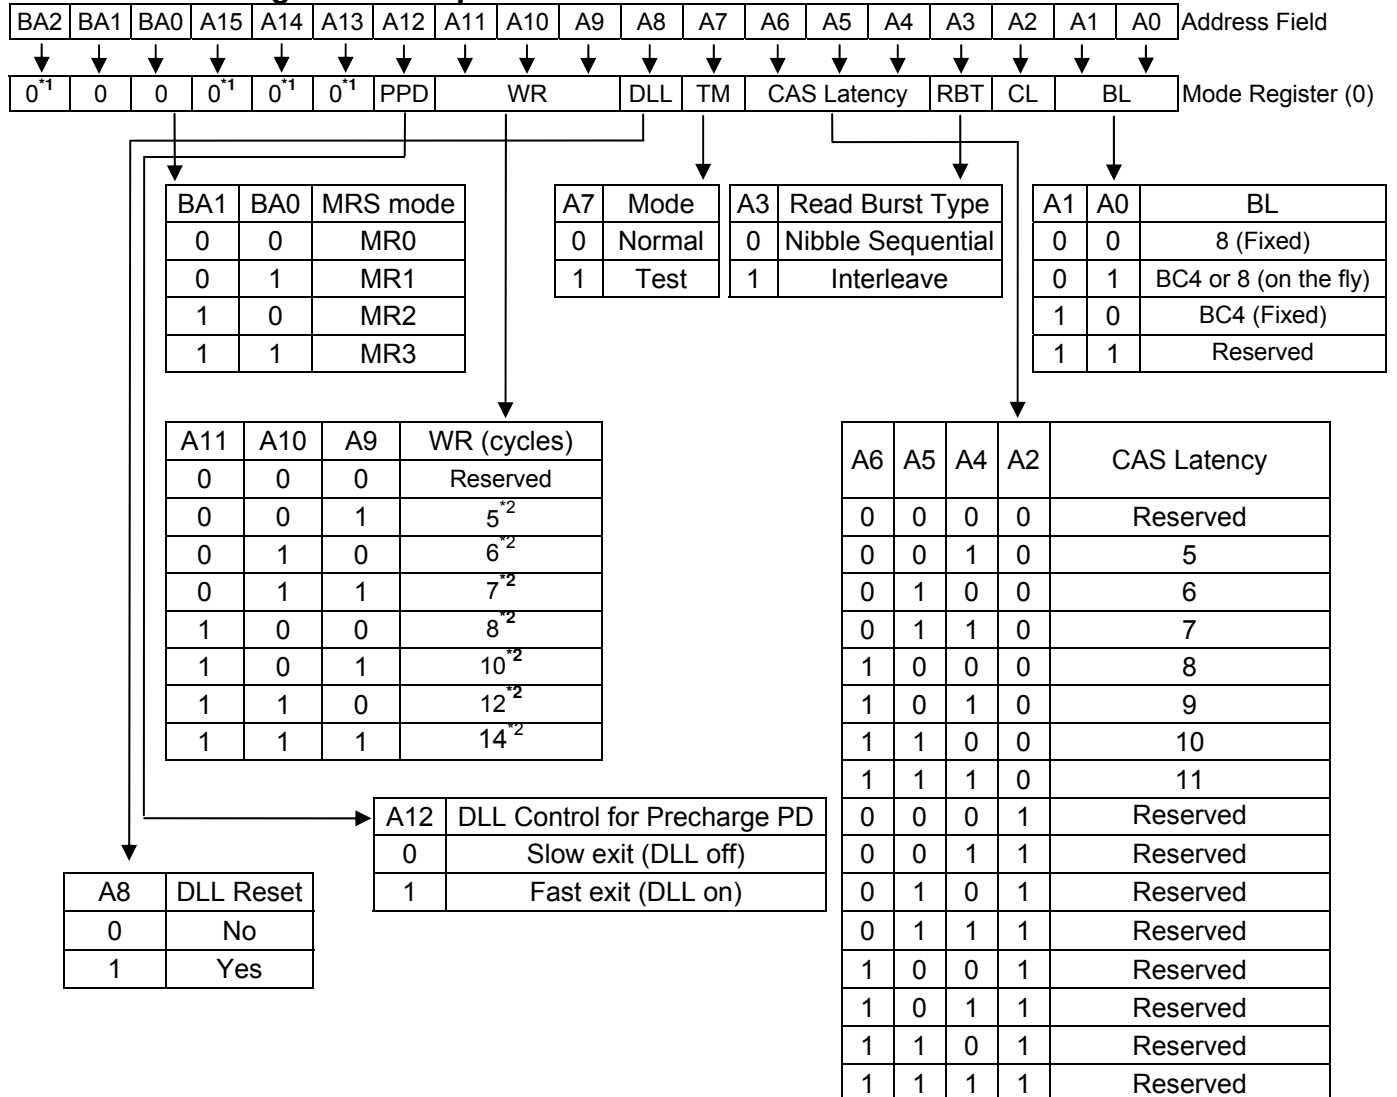 BA2 BA1 BA0 A15 A14 A13 A12 A11 A10 A9 A8 A7 A6 A5 A4 A3 A2 A1 A0 Address Field
0*1 0 0 0*1 0*1 0*1 PPD WR DLL TM CAS Latency RBT CL BL Mode Register (0)
BA1 BA0 MRS mode
0 0 MR0
0 1 MR1
1 0 MR2
1 1 MR3
A7 Mode
0 Normal
1 Test
A3 Read Burst Type
0 Nibble Sequential
1 Interleave
A1 A0 BL
0 0 8 (Fixed)
0 1 BC4 or 8 (on the fly)
1 0 BC4 (Fixed)
1 1 Reserved
A11 A10 A9 WR (cycles)
0 0 0 Reserved
0 0 1 5*2
0 1 0 6*2
0 1 1 7*2
1 0 0 8*2
1 0 1 10*2
1 1 0 12*2
1 1 1 14*2
A6 A5 A4 A2 CAS Latency
0 0 0 0 Reserved
0 0 1 0 5
0 1 0 0 6
0 1 1 0 7
1 0 0 0 8
1 0 1 0 9
1 1 0 0 10
1 1 1 0 11
0 0 0 1 Reserved
0 0 1 1 Reserved
0 1 0 1 Reserved
0 1 1 1 Reserved
1 0 0 1 Reserved
1 0 1 1 Reserved
1 1 0 1 Reserved
1 1 1 1 Reserved
A12 DLL Control for Precharge PD
0 Slow exit (DLL off)
1 Fast exit (DLL on)
A8 DLL Reset
0 No
1 Yes